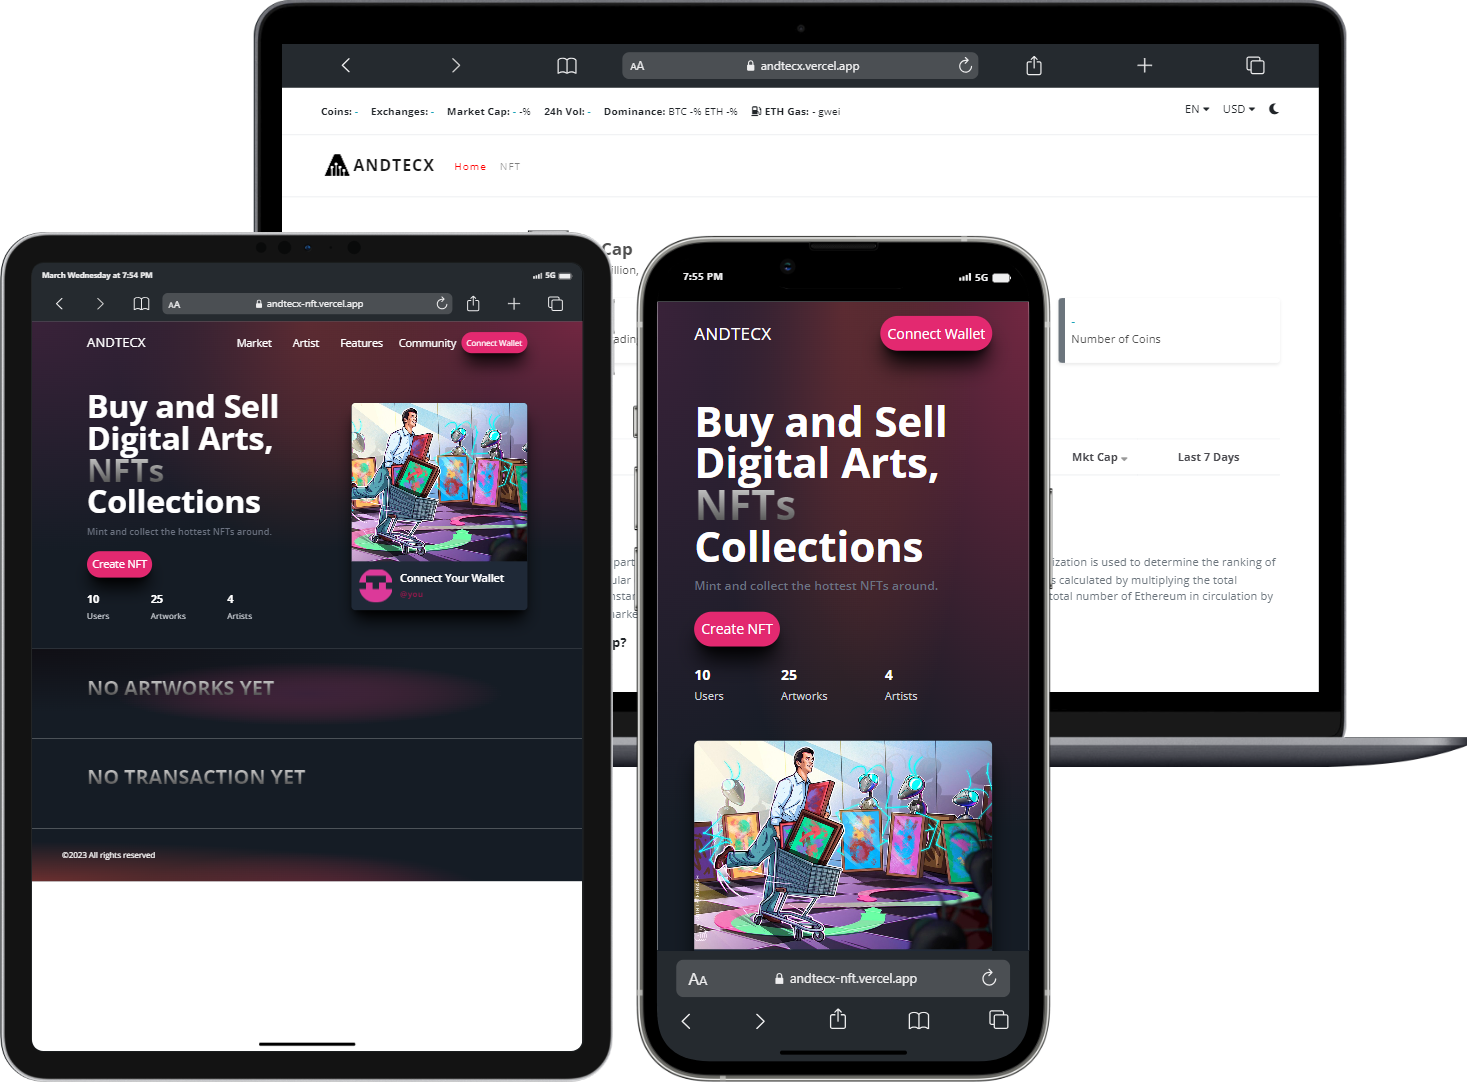 AA andtecx.vercel.app
Coins: - Exchanges: - Market Cap: - -% 24h Vol: - Dominance: BTC -% ETH -% ETH Gas: - gwei
EN USD
ANDTECX Home NFT
Cap
illion,
-
Number of Coins
Mkt Cap Last 7 Days
part
ization is used to determine the ranking of
ular
s calculated by multiplying the total
total number of Ethereum in circulation by
p?
March Wednesday at 7:54 PM
5G
AA andtecx-nft.vercel.app
ANDTECX Market Artist Features Community Connect Wallet
Buy and Sell
Digital Arts,
NFTs
Collections
Mint and collect the hottest NFTs around.
Create NFT
10 25 4
Users Artworks Artists
Connect Your Wallet
@you
NO ARTWORKS YET
NO TRANSACTION YET
©2023 All rights reserved
7:55 PM
5G
ANDTECX
Connect Wallet
Buy and Sell
Digital Arts,
NFTs
Collections
Mint and collect the hottest NFTs around.
Create NFT
10 25 4
Users Artworks Artists
AA andtecx-nft.vercel.app